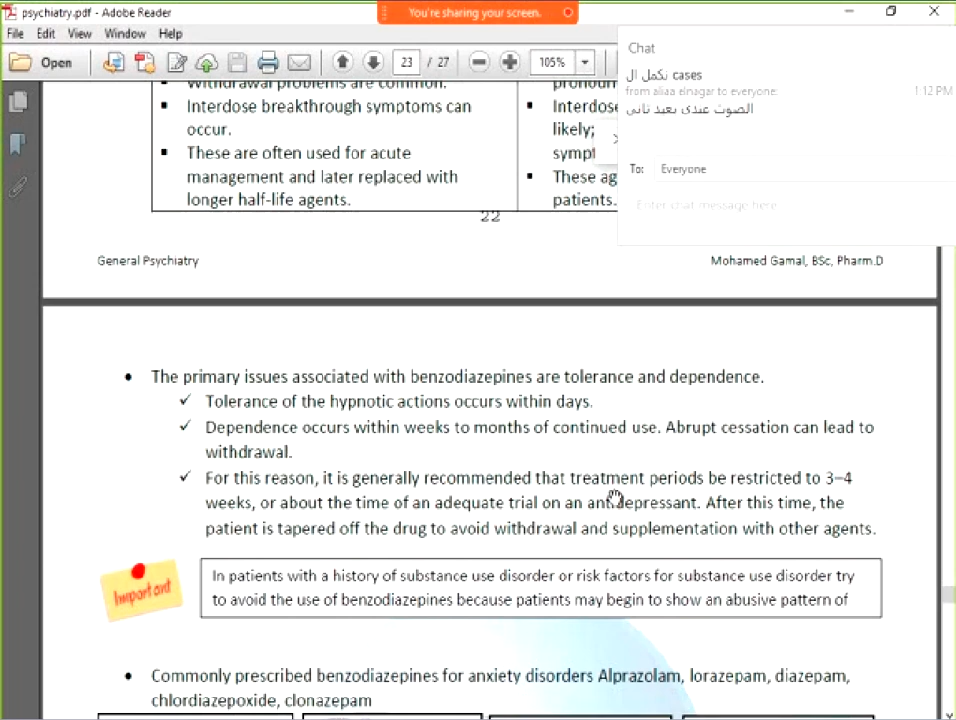 psychiatry.pdf - Adobe Reader
You're sharing your screen.
File Edit View Window Help
Open
23 / 27
105%
Withdrawal problems are common.
Interdose breakthrough symptoms can
occur.
These are often used for acute
management and later replaced with
longer half-life agents.
Interdose
likely;
sympt
These ag
patients.
22
Chat
نكمل ال cases
from aliaa elnagar to everyone:
1:12 PM
الصوت عندى بعيد تانى
To: Everyone
Enter chat message here
General Psychiatry
Mohamed Gamal, BSc, Pharm.D
• The primary issues associated with benzodiazepines are tolerance and dependence.
✓ Tolerance of the hypnotic actions occurs within days.
✓ Dependence occurs within weeks to months of continued use. Abrupt cessation can lead to
withdrawal.
✓ For this reason, it is generally recommended that treatment periods be restricted to 3–4
weeks, or about the time of an adequate trial on an antidepressant. After this time, the
patient is tapered off the drug to avoid withdrawal and supplementation with other agents.
Important
In patients with a history of substance use disorder or risk factors for substance use disorder try
to avoid the use of benzodiazepines because patients may begin to show an abusive pattern of
• Commonly prescribed benzodiazepines for anxiety disorders Alprazolam, lorazepam, diazepam,
chlordiazepoxide, clonazepam